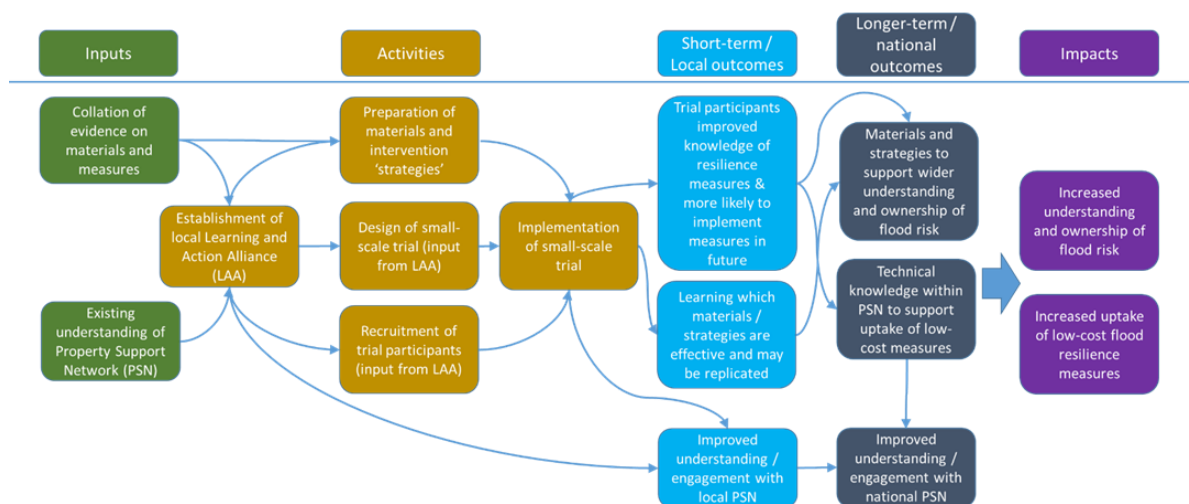 Inputs
Activities
Short-term /
Local outcomes
Longer-term /
national
outcomes
Impacts
Collation of
evidence on
materials and
measures
Existing
understanding of
Property Support
Network (PSN)
Establishment of
local Learning and
Action Alliance
(LAA)
Preparation of
materials and
intervention
‘strategies’
Design of small-
scale trial (input
from LAA)
Recruitment of
trial participants
(input from LAA)
Implementation
of small-scale
trial
Trial participants
improved
knowledge of
resilience
measures &
more likely to
implement
measures in
future
Learning which
materials /
strategies are
effective and may
be replicated
Improved
understanding /
engagement with
local PSN
Materials and
strategies to
support wider
understanding
and ownership of
flood risk
Technical
knowledge within
PSN to support
uptake of low-
cost measures
Improved
understanding /
engagement with
national PSN
Increased
understanding
and ownership of
flood risk
Increased uptake
of low-cost flood
resilience
measures